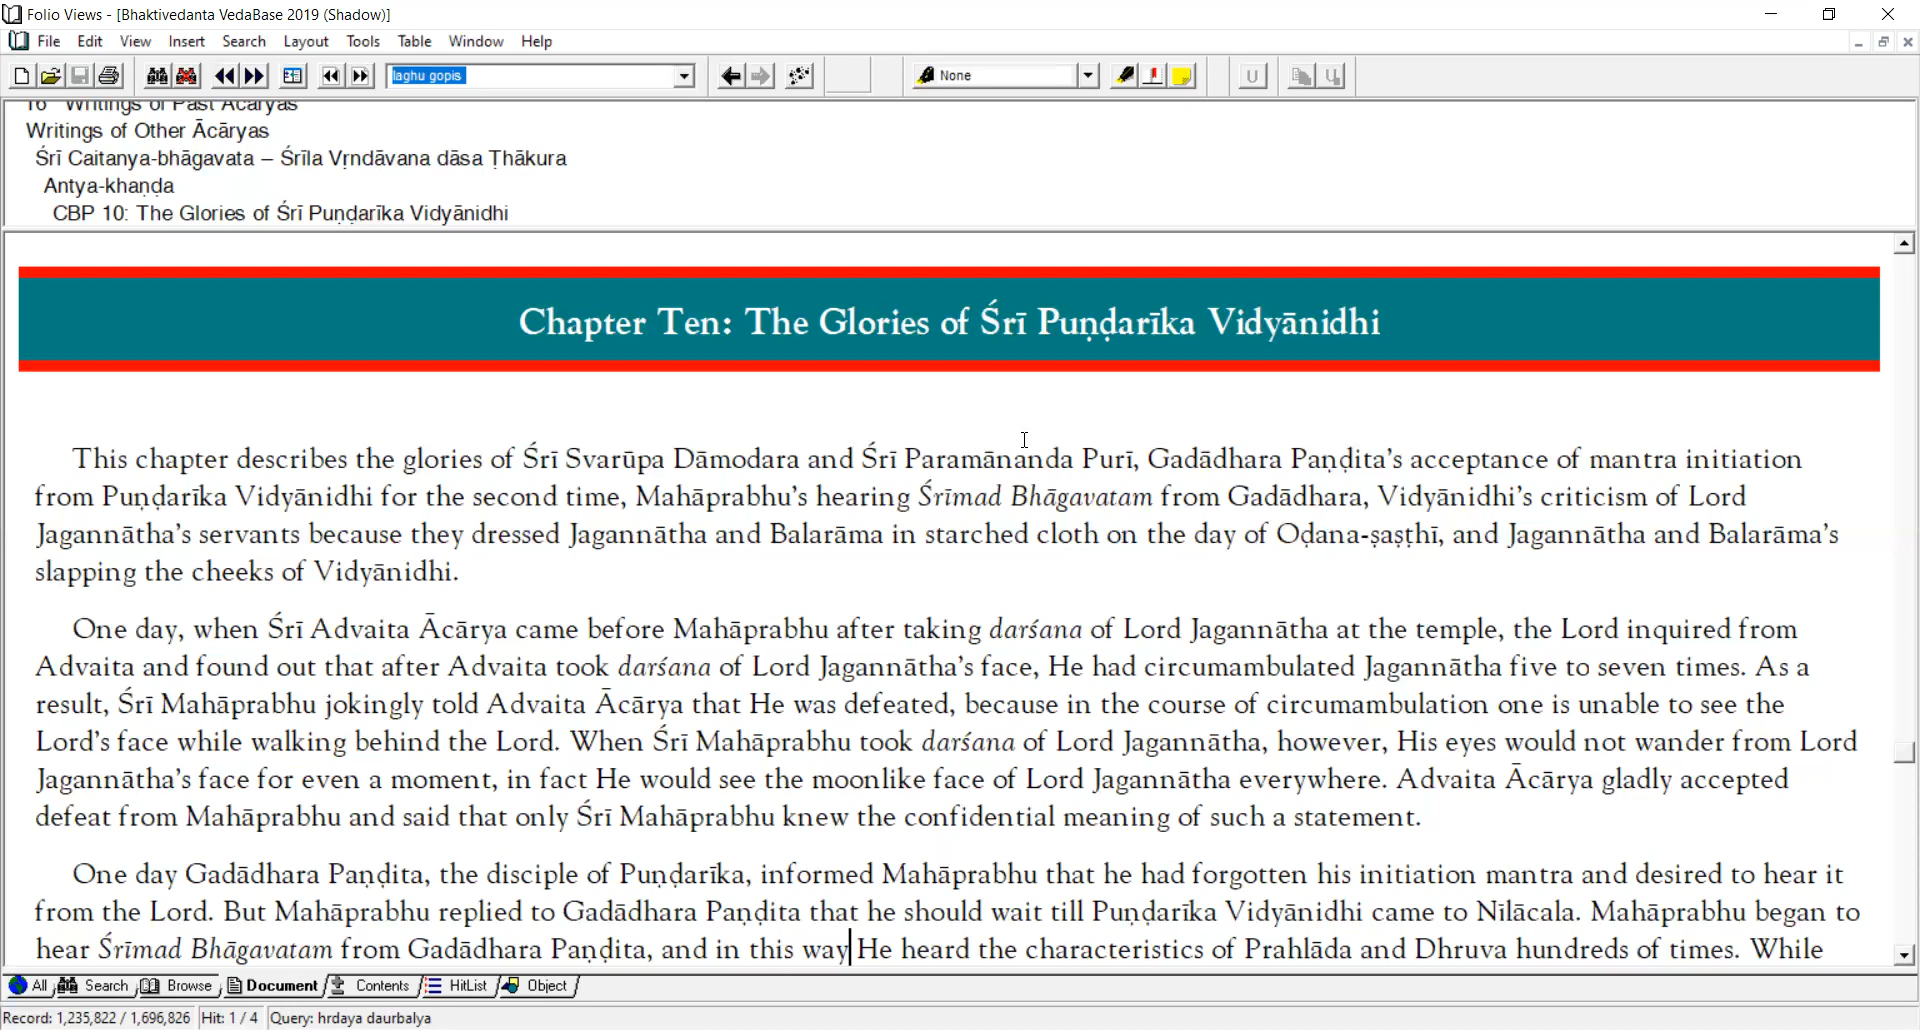 Folio Views - [Bhaktivedanta VedaBase 2019 (Shadow)]
File Edit View Insert Search Layout Tools Table Window Help
laghu gopis
None
U
16 Writings of Past Ācāryas
Writings of Other Ācāryas
Śrī Caitanya-bhāgavata – Śrīla Vṛndāvana dāsa Ṭhākura
Antya-khaṇḍa
CBP 10: The Glories of Śrī Puṇḍarīka Vidyānidhi
Chapter Ten: The Glories of Śrī Puṇḍarīka Vidyānidhi
This chapter describes the glories of Śrī Svarūpa Dāmodara and Śrī Paramānanda Purī, Gadādhara Paṇḍita's acceptance of mantra initiation
from Puṇḍarīka Vidyānidhi for the second time, Mahāprabhu's hearing Śrīmad Bhāgavatam from Gadādhara, Vidyānidhi's criticism of Lord
Jagannātha's servants because they dressed Jagannātha and Balarāma in starched cloth on the day of Oḍana-ṣaṣṭhī, and Jagannātha and Balarāma's
slapping the cheeks of Vidyānidhi.
One day, when Śrī Advaita Ācārya came before Mahāprabhu after taking darśana of Lord Jagannātha at the temple, the Lord inquired from
Advaita and found out that after Advaita took darśana of Lord Jagannātha's face, He had circumambulated Jagannātha five to seven times. As a
result, Śrī Mahāprabhu jokingly told Advaita Ācārya that He was defeated, because in the course of circumambulation one is unable to see the
Lord's face while walking behind the Lord. When Śrī Mahāprabhu took darśana of Lord Jagannātha, however, His eyes would not wander from Lord
Jagannātha's face for even a moment, in fact He would see the moonlike face of Lord Jagannātha everywhere. Advaita Ācārya gladly accepted
defeat from Mahāprabhu and said that only Śrī Mahāprabhu knew the confidential meaning of such a statement.
One day Gadādhara Paṇḍita, the disciple of Puṇḍarīka, informed Mahāprabhu that he had forgotten his initiation mantra and desired to hear it
from the Lord. But Mahāprabhu replied to Gadādhara Paṇḍita that he should wait till Puṇḍarīka Vidyānidhi came to Nīlācala. Mahāprabhu began to
hear Śrīmad Bhāgavatam from Gadādhara Paṇḍita, and in this way He heard the characteristics of Prahlāda and Dhruva hundreds of times. While
All Search Browse Document Contents HitList Object
Record: 1,235,822 / 1,696,826 Hit: 1 / 4 Query: hrdaya daurbalya